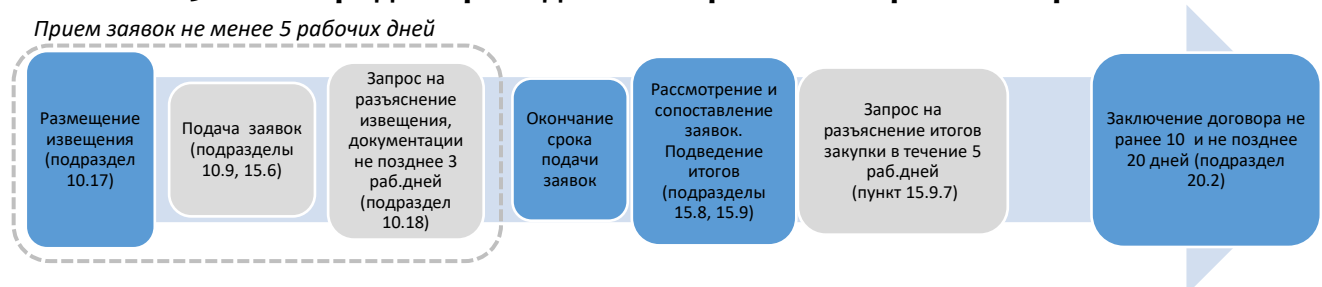 Прием заявок не менее 5 рабочих дней
Размещение
извещения
(подраздел
10.17)
Подача заявок
(подразделы
10.9, 15.6)
Запрос на
разъяснение
извещения,
документации
не позднее 3
раб.дней
(подраздел
10.18)
Окончание
срока
подачи
заявок
Рассмотрение и
сопоставление
заявок.
Подведение
итогов
(подразделы
15.8, 15.9)
Запрос на
разъяснение итогов
закупки в течение 5
раб.дней
(пункт 15.9.7)
Заключение договора не
ранее 10 и не позднее
20 дней (подраздел
20.2)